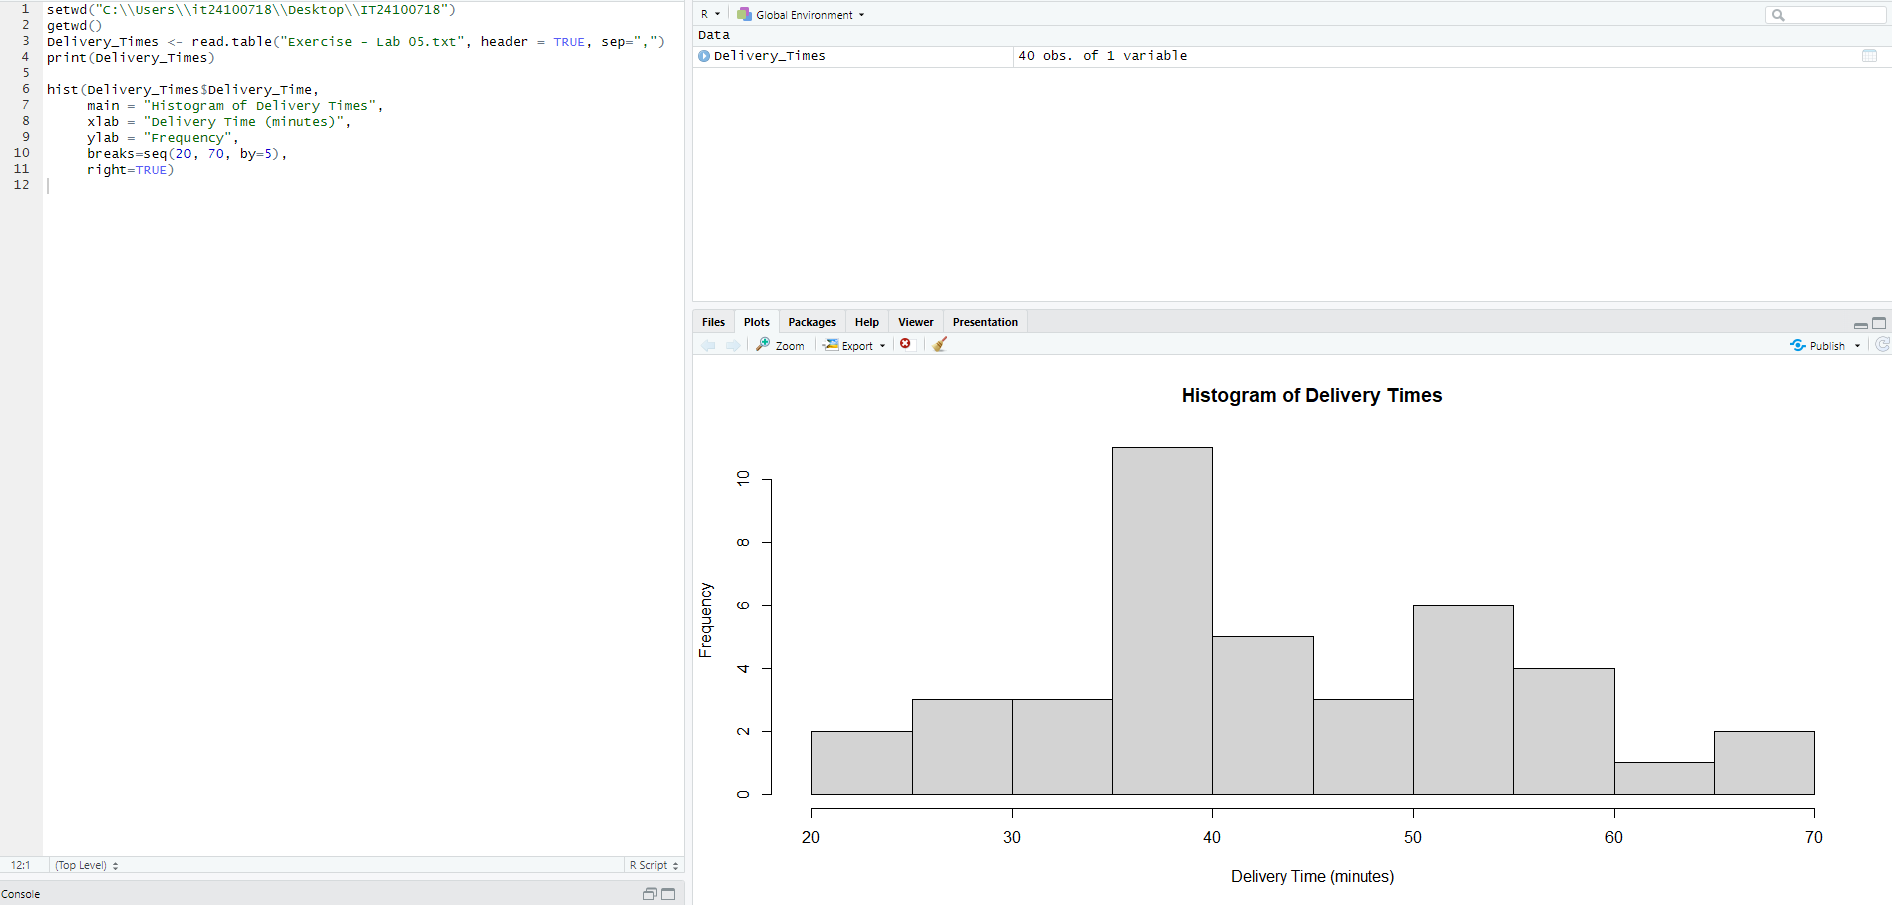 1 setwd("C:\\Users\\it24100718\\Desktop\\IT24100718")
2 getwd()
3 Delivery_Times <- read.table("Exercise - Lab 05.txt", header = TRUE, sep=",")
4 print(Delivery_Times)
5
6 hist(Delivery_Times$Delivery_Time,
7      main = "Histogram of Delivery Times",
8      xlab = "Delivery Time (minutes)",
9      ylab = "Frequency",
10      breaks=seq(20, 70, by=5),
11      right=TRUE)
12
12:1 (Top Level) R Script
Console
R Global Environment
Data
Delivery_Times 40 obs. of 1 variable
Files Plots Packages Help Viewer Presentation
Zoom Export Publish
Histogram of Delivery Times
Frequency
10
8
6
4
2
0
20 30 40 50 60 70
Delivery Time (minutes)